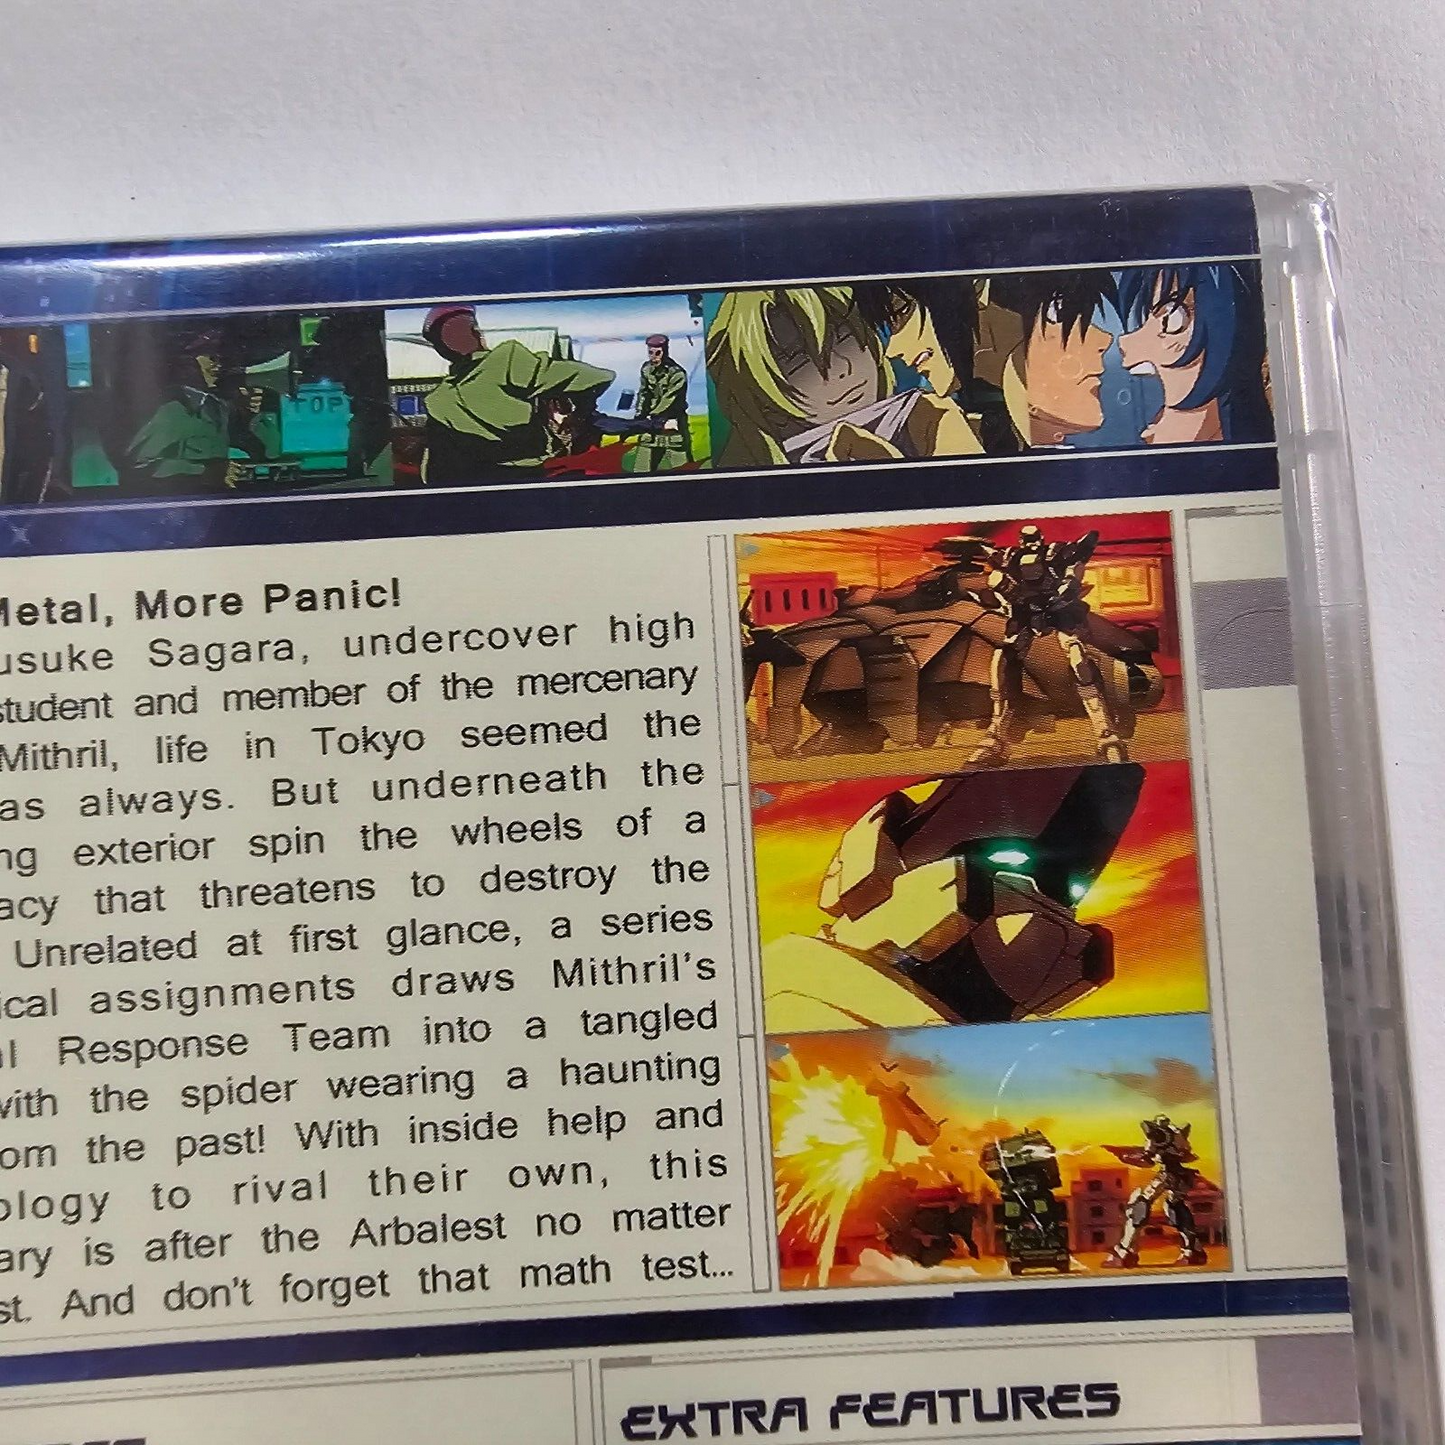 TOP
Metal, More Panic!
usuke Sagara, undercover high
student and member of the mercenary
Mithril, life in Tokyo seemed the
as always. But underneath the
ng exterior spin the wheels of a
acy that threatens to destroy the
Unrelated at first glance, a series
ical assignments draws Mithril's
al Response Team into a tangled
with the spider wearing a haunting
om the past! With inside help and
ology to rival their own, this
ary is after the Arbalest no matter
st. And don't forget that math test...
EXTRA FEATURES